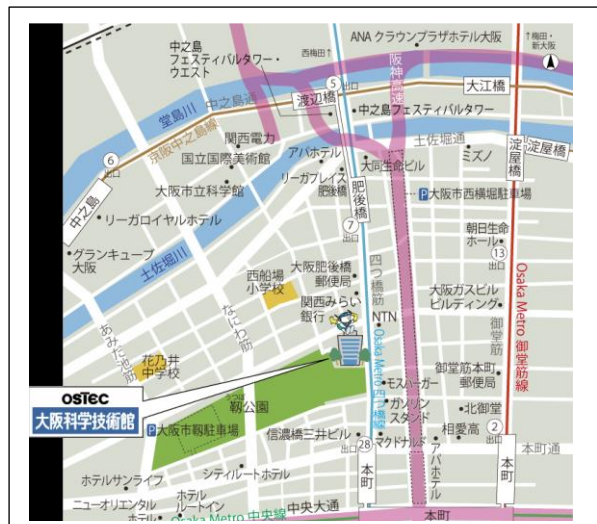 ANA クラウンプラザホテル大阪
↑梅田・
新大阪
中之島
フェスティバルタワー・
ウエスト
西梅田↑
阪神高速
堂島川
中之島通
京阪中之島線
5
出口
渡辺橋
大江橋
中之島フェスティバルタワー
土佐堀通
淀屋橋
淀屋橋
関西電力
国立国際美術館
大阪市立科学館
アパホテル
リーガプレイス
肥後橋
大同生命ビル
ミズノ
P大阪市西横堀駐車場
6
出口
中之島
リーガロイヤルホテル
グランキューブ
大阪
土佐堀川
肥後橋
7
出口
朝日生命
ホール
13
出口
西船場
小学校
大阪肥後橋
郵便局
四つ橋筋
大阪ガスビル
ビルディング
関西みらい
銀行
NTN
御堂筋
Osaka Metro 御堂筋線
あみだ池筋
なにわ筋
花乃井
中学校
Osaka Metro 四つ橋線
御堂筋本町
郵便局
OSTEC
大阪科学技術館
うつぼ
靱公園
モスバーガー
ガソリン
スタンド
北御堂
P大阪市靱駐車場
信濃橋三井ビル
マクドナルド
相愛高
2
出口
28
出口
本町
アパホテル
本町
本町通
ホテルサンライフ
シティルートホテル
ニューオリエンタル
ホテル
ホテル
ルートイン
中央大通
Osaka Metro 中央線
本町